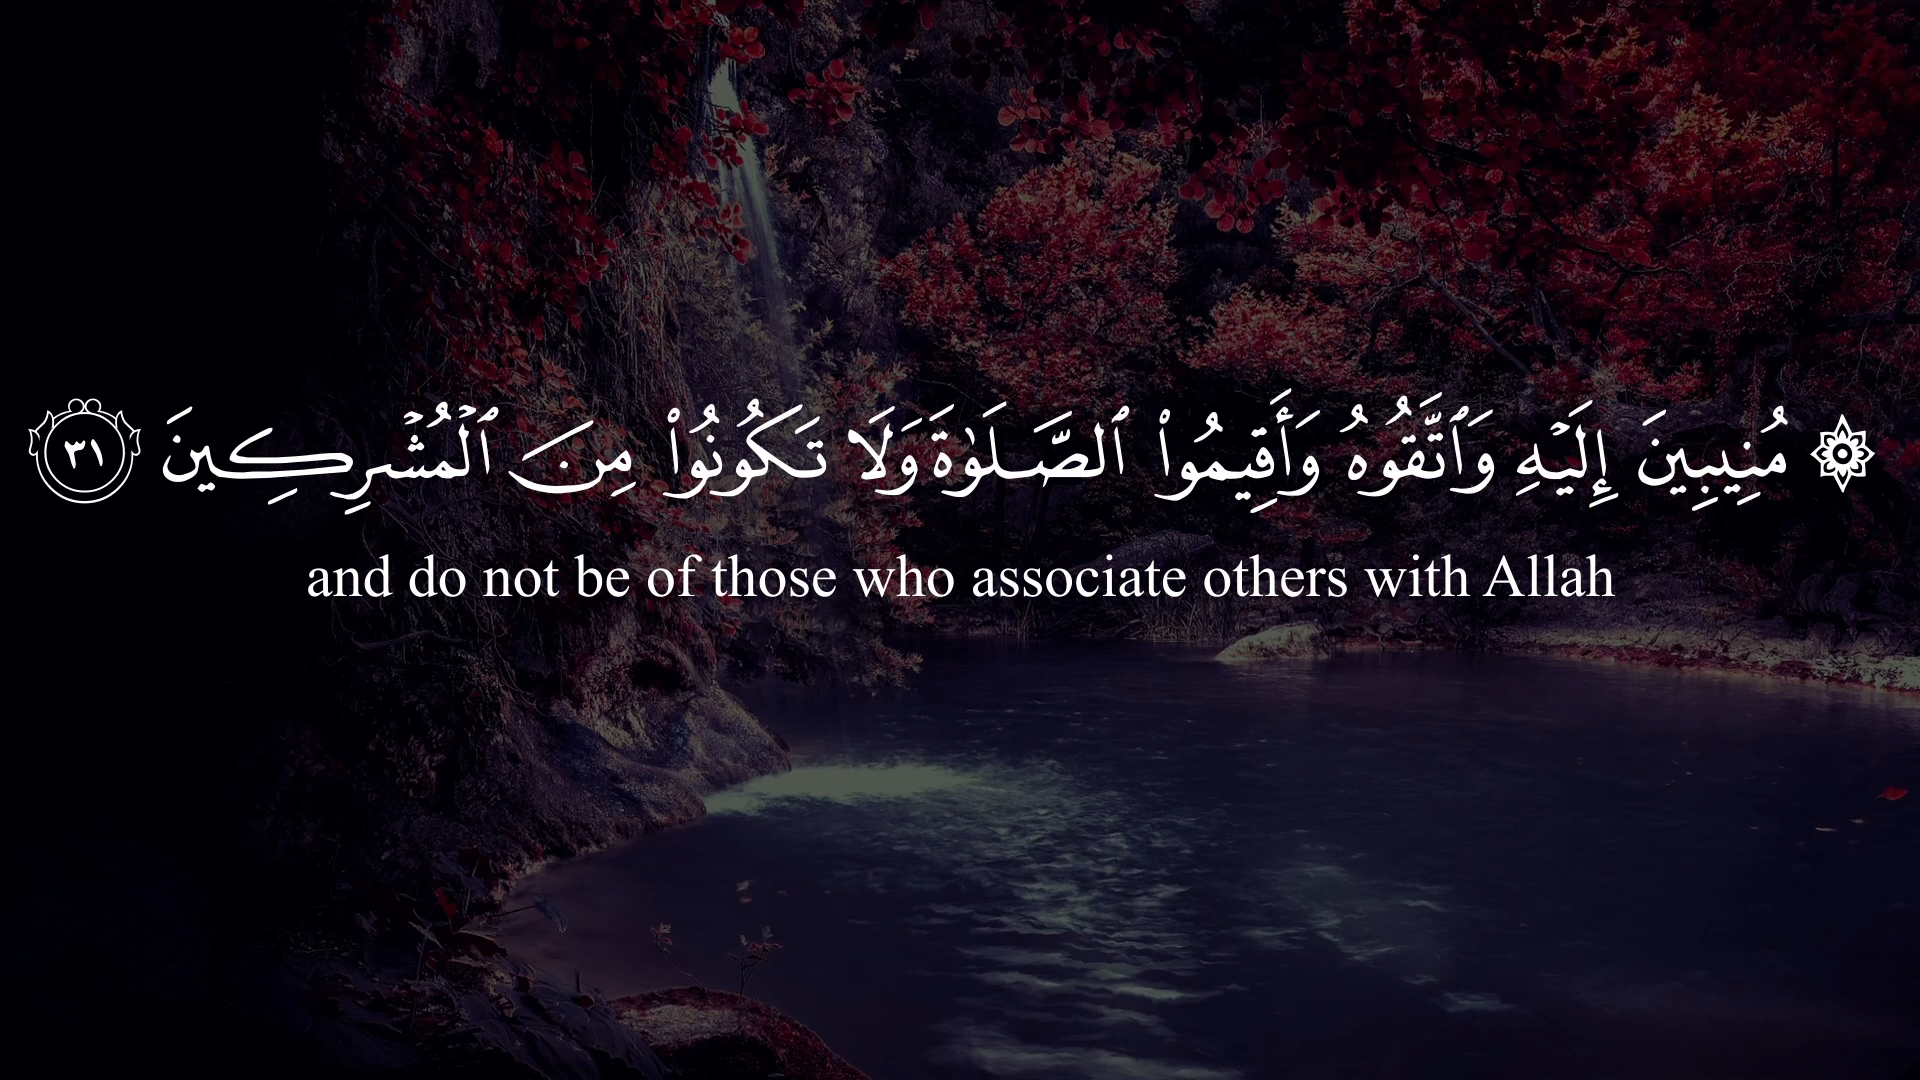 ۞ مُنِيبِينَ إِلَيۡهِ وَٱتَّقُوهُ وَأَقِيمُواْ ٱلصَّلَوٰةَ وَلَا تَكُونُواْ مِنَ ٱلۡمُشۡرِكِينَ ٣١
and do not be of those who associate others with Allah